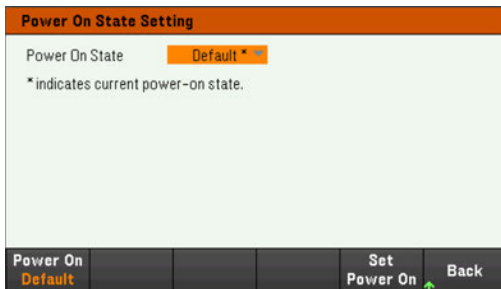 Power On State Setting
Power On State Default *
* indicates current power-on state.
Power On Set
Default Power On Back